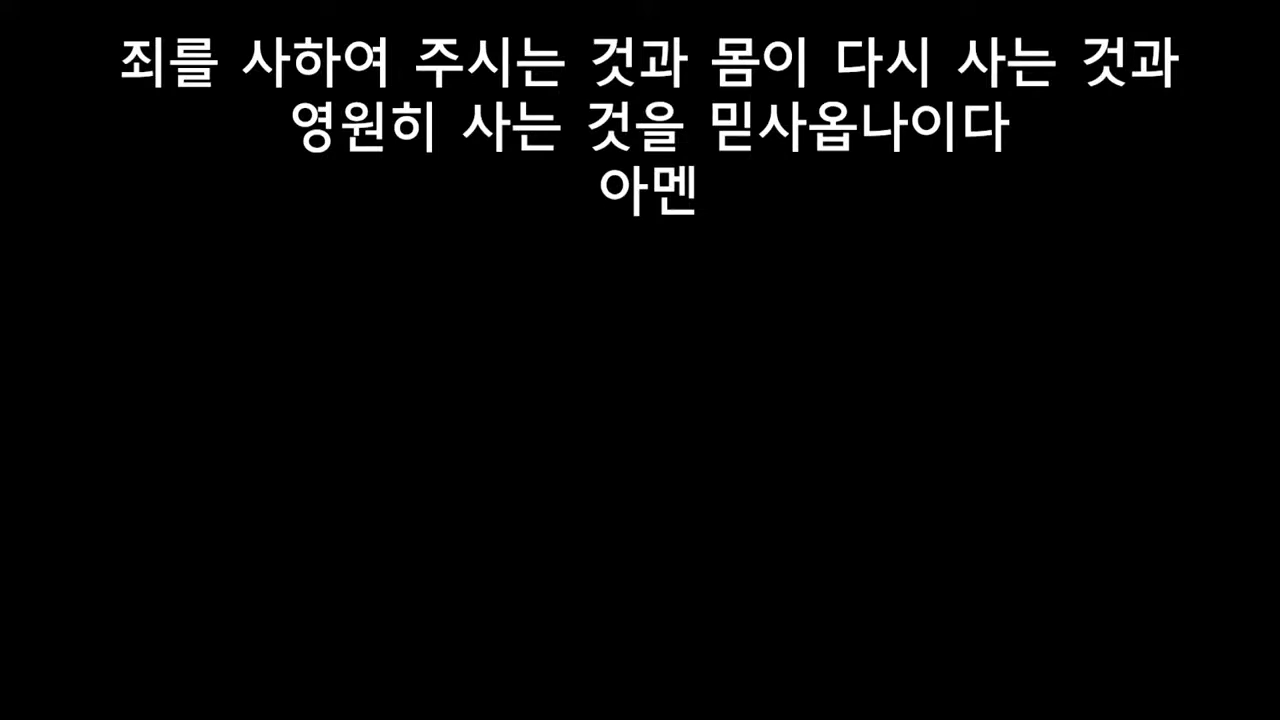 죄를 사하여 주시는 것과 몸이 다시 사는 것과
영원히 사는 것을 믿사옵나이다
아멘